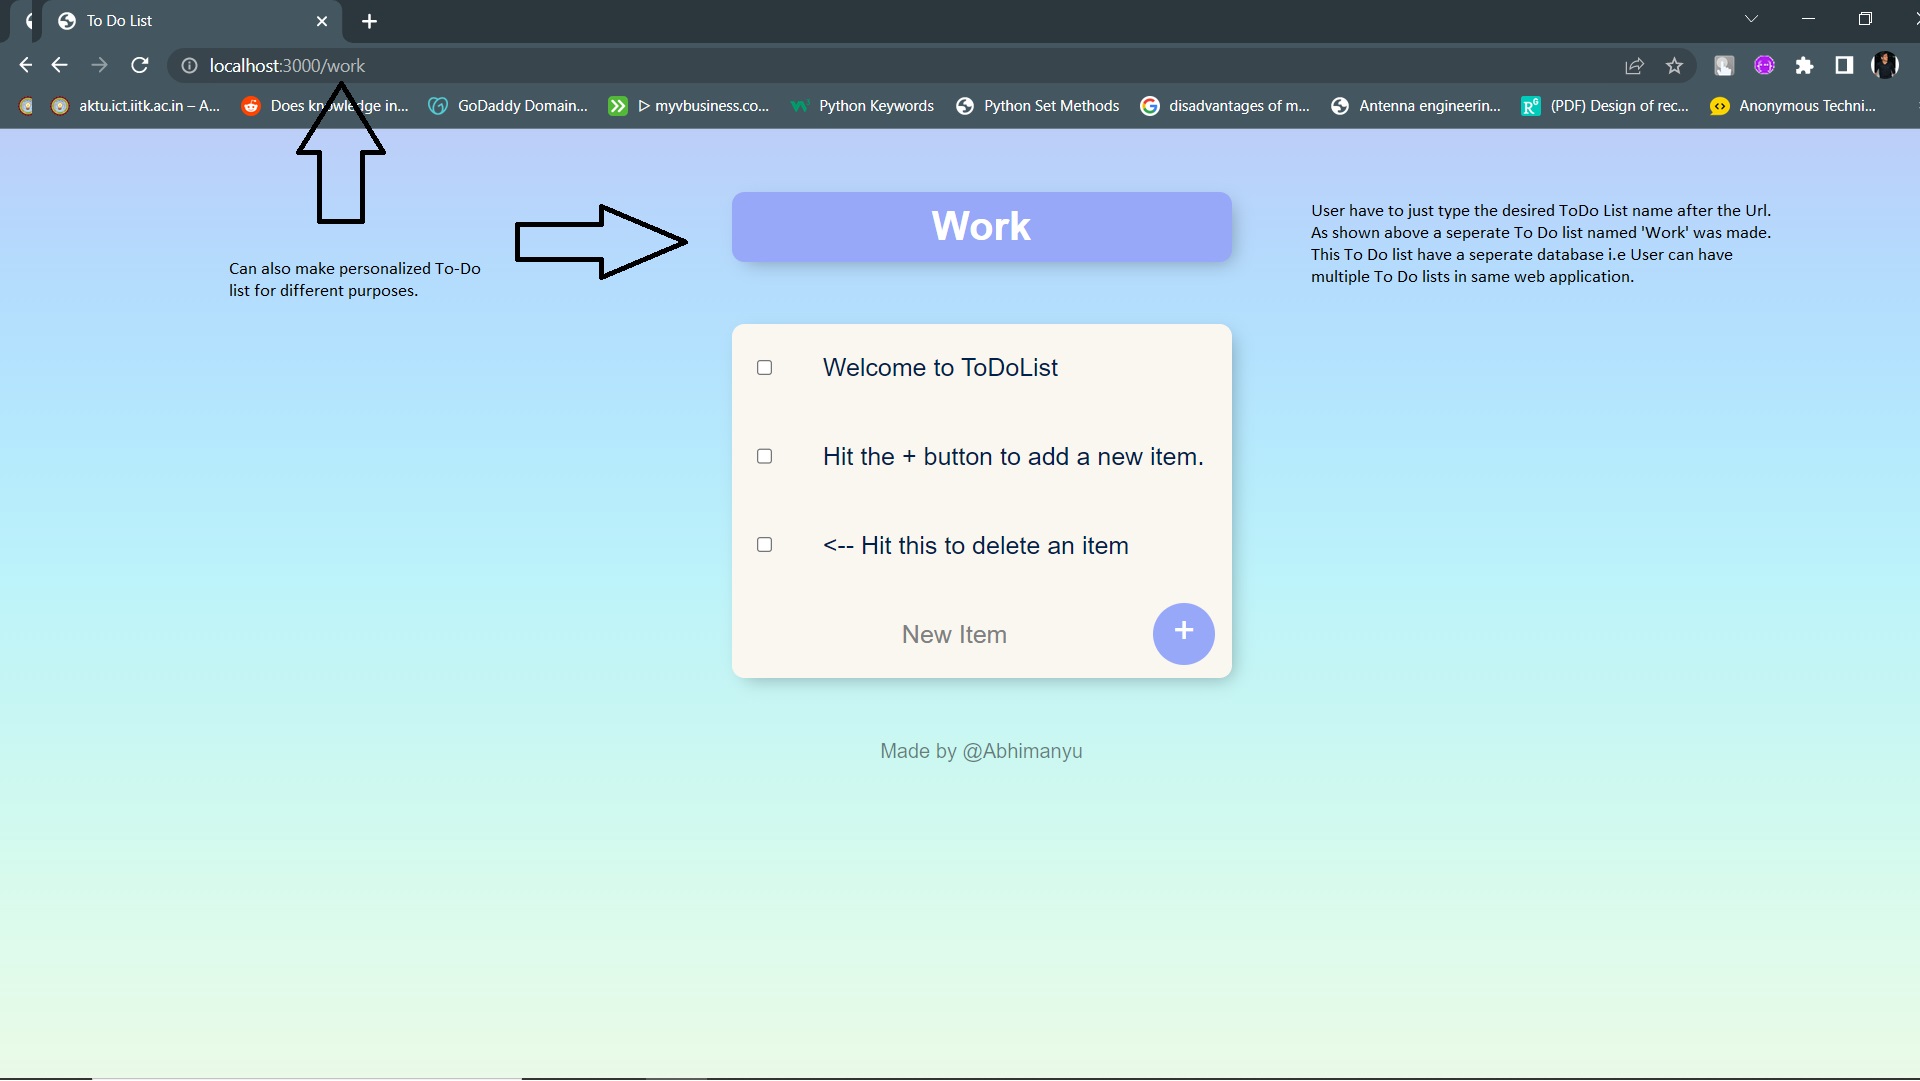 To Do List
localhost:3000/work
aktu.ict.iitk.ac.in – A...
Does knowledge in...
GoDaddy Domain...
myvbusiness.co...
Python Keywords
Python Set Methods
disadvantages of m...
Antenna engineerin...
(PDF) Design of rec...
Anonymous Techni...
Work
Can also make personalized To-Do
list for different purposes.
User have to just type the desired ToDo List name after the Url.
As shown above a seperate To Do list named 'Work' was made.
This To Do list have a seperate database i.e User can have
multiple To Do lists in same web application.
Welcome to ToDoList
Hit the + button to add a new item.
<-- Hit this to delete an item
New Item
+
Made by @Abhimanyu